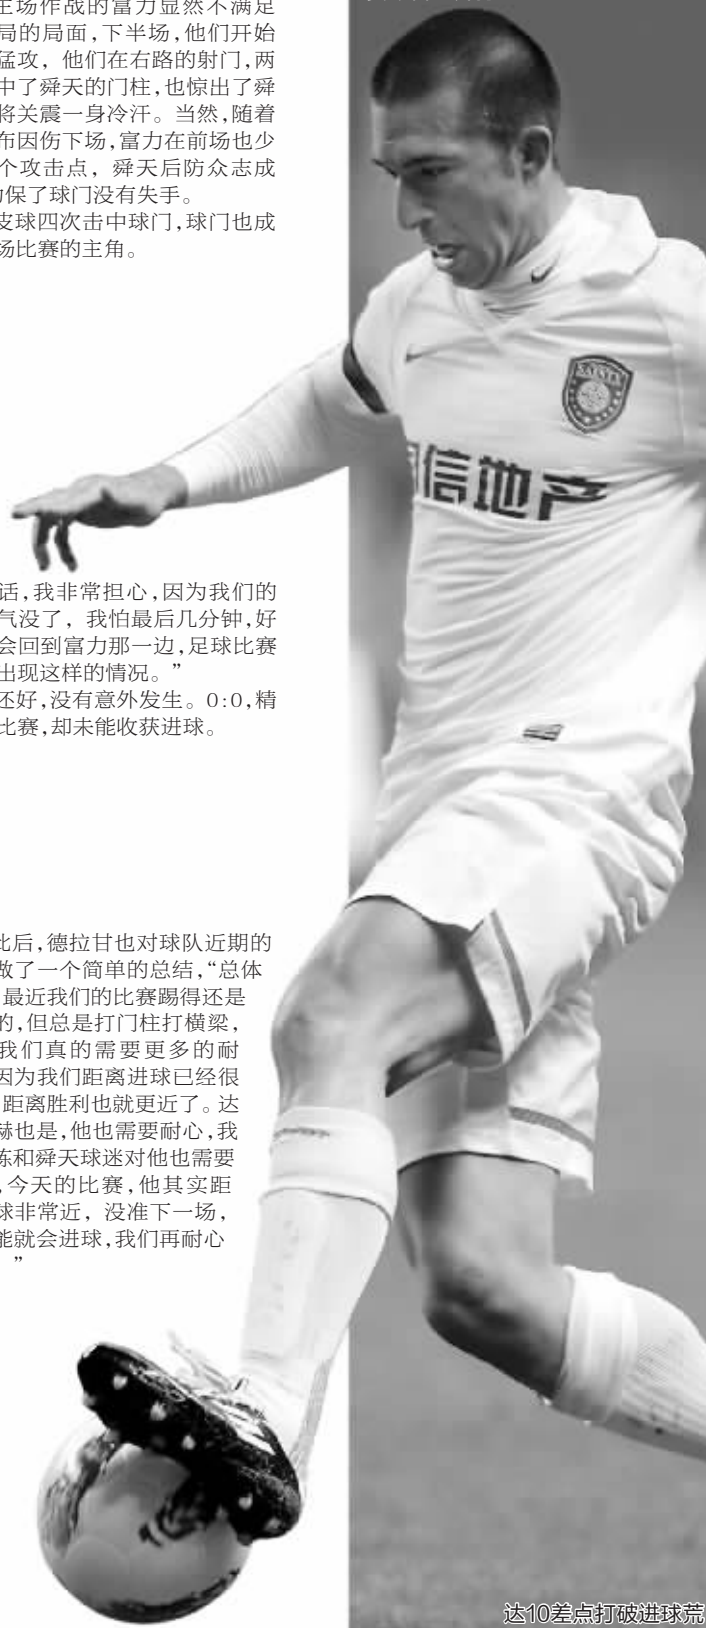 主场作战的富力显然不满足
局的局面,下半场,他们开始
猛攻，他们在右路的射门,两
中了舜天的门柱,也惊出了舜
将关震一身冷汗。当然,随着
布因伤下场,富力在前场也少
个攻击点，舜天后防众志成
保了球门没有失手。
皮球四次击中球门,球门也成
场比赛的主角。
SAINTY
信地产
话,我非常担心,因为我们的
气没了，我怕最后几分钟,好
会回到富力那一边,足球比赛
出现这样的情况。”
还好,没有意外发生。0:0,精
比赛,却未能收获进球。
此后,德拉甘也对球队近期的
做了一个简单的总结,“总体
最近我们的比赛踢得还是
的,但总是打门柱打横梁,
我们真的需要更多的耐
因为我们距离进球已经很
距离胜利也就更近了。达
赫也是,他也需要耐心,我
练和舜天球迷对他也需要
,今天的比赛,他其实距
球非常近，没准下一场,
能就会进球,我们再耐心
”
达10差点打破进球荒